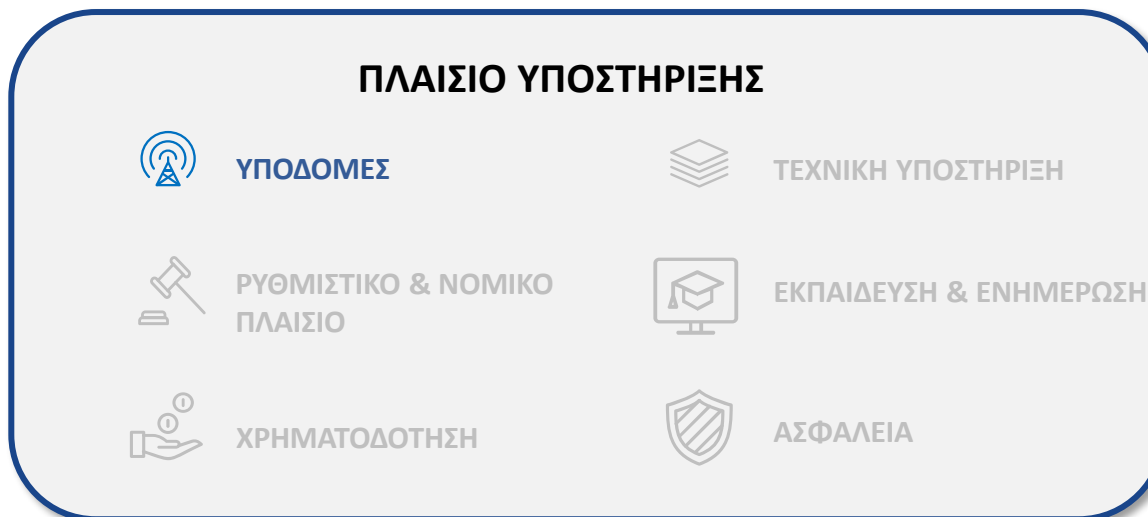 ΠΛΑΙΣΙΟ ΥΠΟΣΤΗΡΙΞΗΣ
ΥΠΟΔΟΜΕΣ
ΤΕΧΝΙΚΗ ΥΠΟΣΤΗΡΙΞΗ
ΡΥΘΜΙΣΤΙΚΟ & ΝΟΜΙΚΟ
ΠΛΑΙΣΙΟ
ΕΚΠΑΙΔΕΥΣΗ & ΕΝΗΜΕΡΩΣΗ
ΧΡΗΜΑΤΟΔΟΤΗΣΗ
ΑΣΦΑΛΕΙΑ